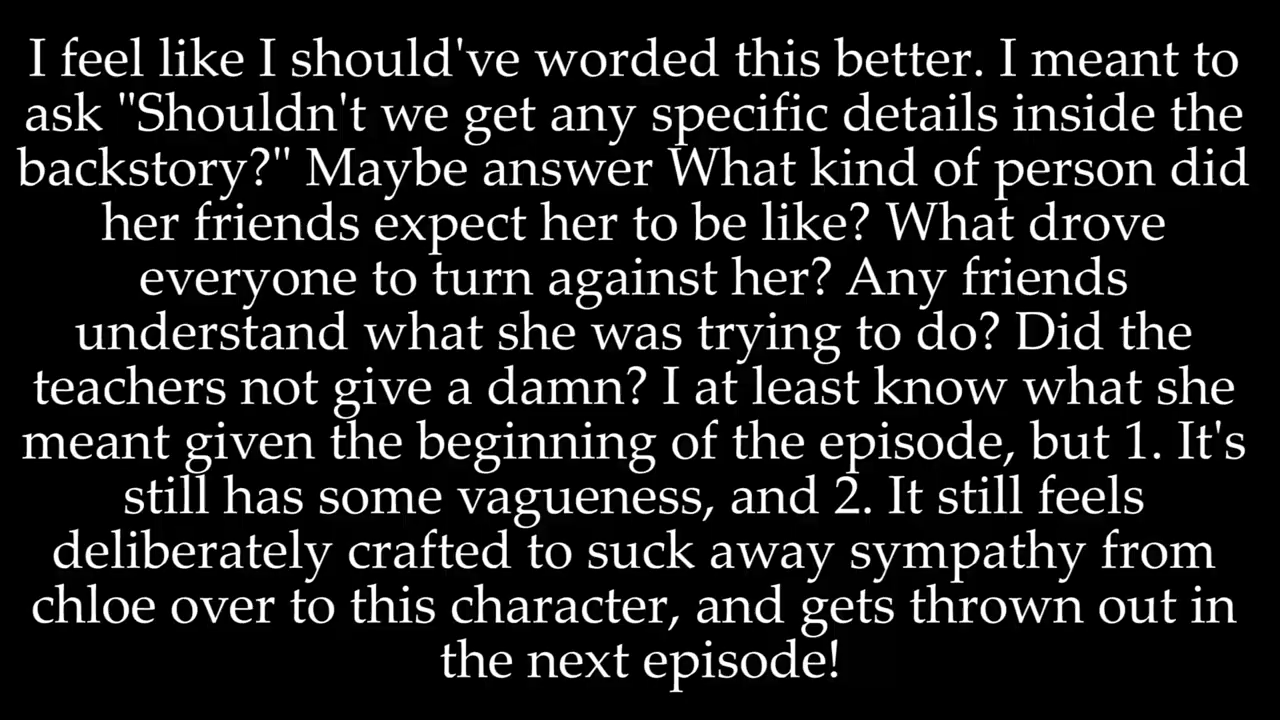 I feel like I should've worded this better. I meant to
ask "Shouldn't we get any specific details inside the
backstory?" Maybe answer What kind of person did
her friends expect her to be like? What drove
everyone to turn against her? Any friends
understand what she was trying to do? Did the
teachers not give a damn? I at least know what she
meant given the beginning of the episode, but 1. It's
still has some vagueness, and 2. It still feels
deliberately crafted to suck away sympathy from
chloe over to this character, and gets thrown out in
the next episode!